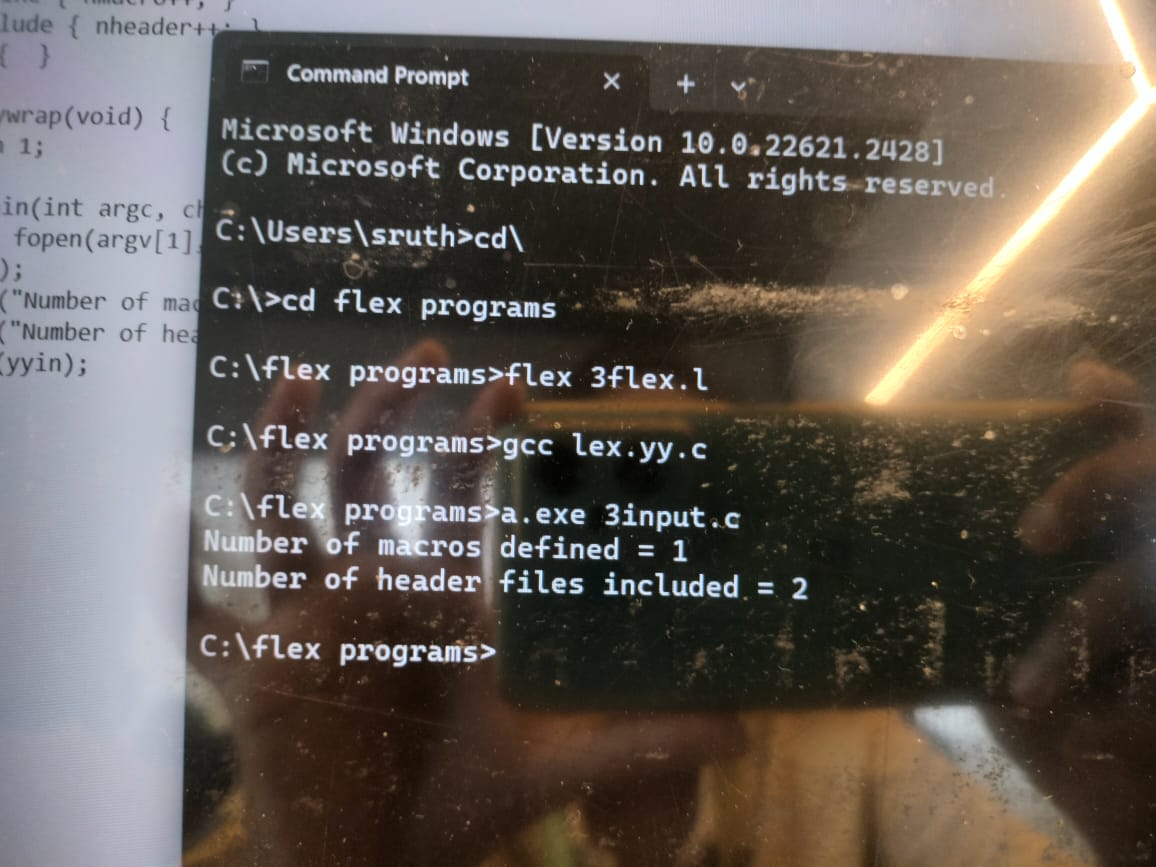 lude { nheader++; }
{ }
ywrap(void) {
1;
in(int argc, ch
fopen(argv[1],
);
("Number of mac
("Number of hea
(yyin);
Command Prompt
Microsoft Windows [Version 10.0.22621.2428]
(c) Microsoft Corporation. All rights reserved.
C:\Users\sruth>cd\
C:\>cd flex programs
C:\flex programs>flex 3flex.l
C:\flex programs>gcc lex.yy.c
C:\flex programs>a.exe 3input.c
Number of macros defined = 1
Number of header files included = 2
C:\flex programs>